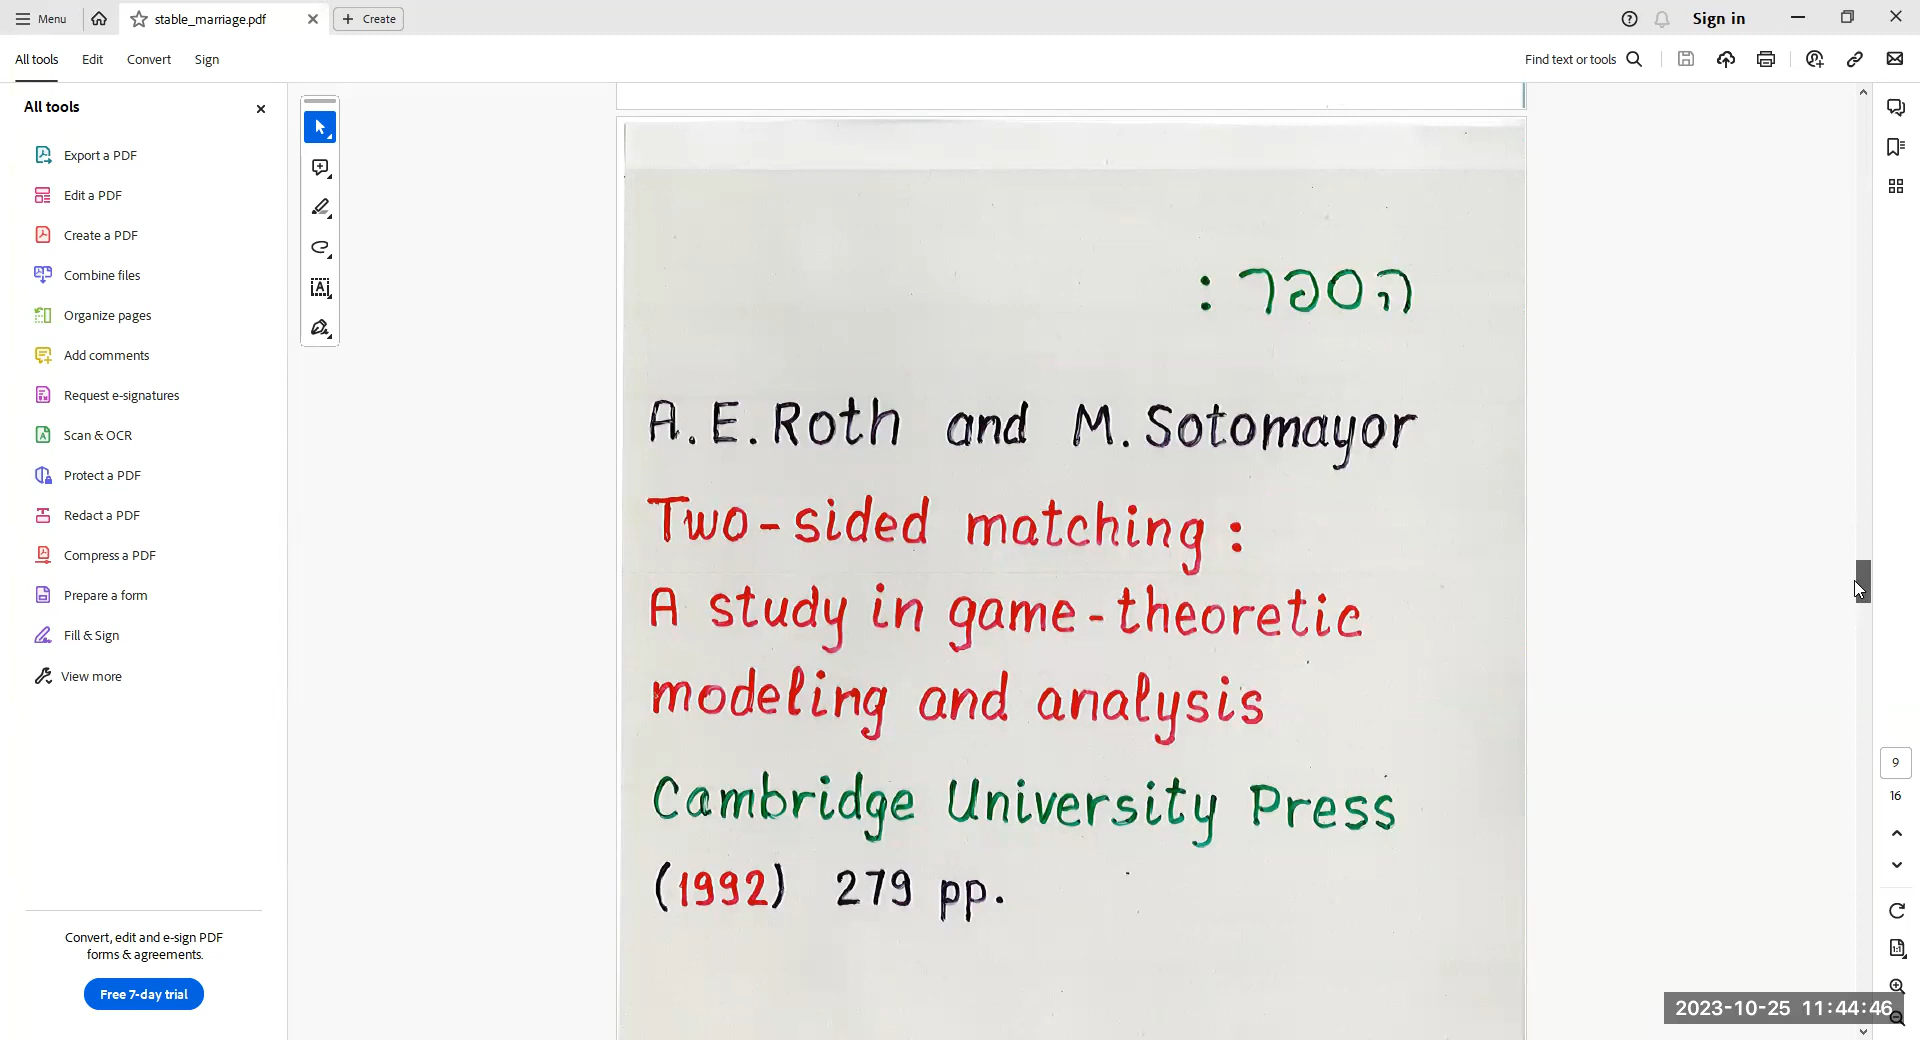 Menu
stable_marriage.pdf
Create
Sign in
All tools
Edit
Convert
Sign
Find text or tools
All tools
Export a PDF
Edit a PDF
Create a PDF
Combine files
Organize pages
Add comments
Request e-signatures
Scan & OCR
Protect a PDF
Redact a PDF
Compress a PDF
Prepare a form
Fill & Sign
View more
Convert, edit and e-sign PDF
forms & agreements.
Free 7-day trial
הספר :
A.E.Roth and M.Sotomayor
Two-sided matching:
A study in game-theoretic
modeling and analysis
Cambridge University Press
(1992) 279 pp.
9
16
2023-10-25 11:44:46